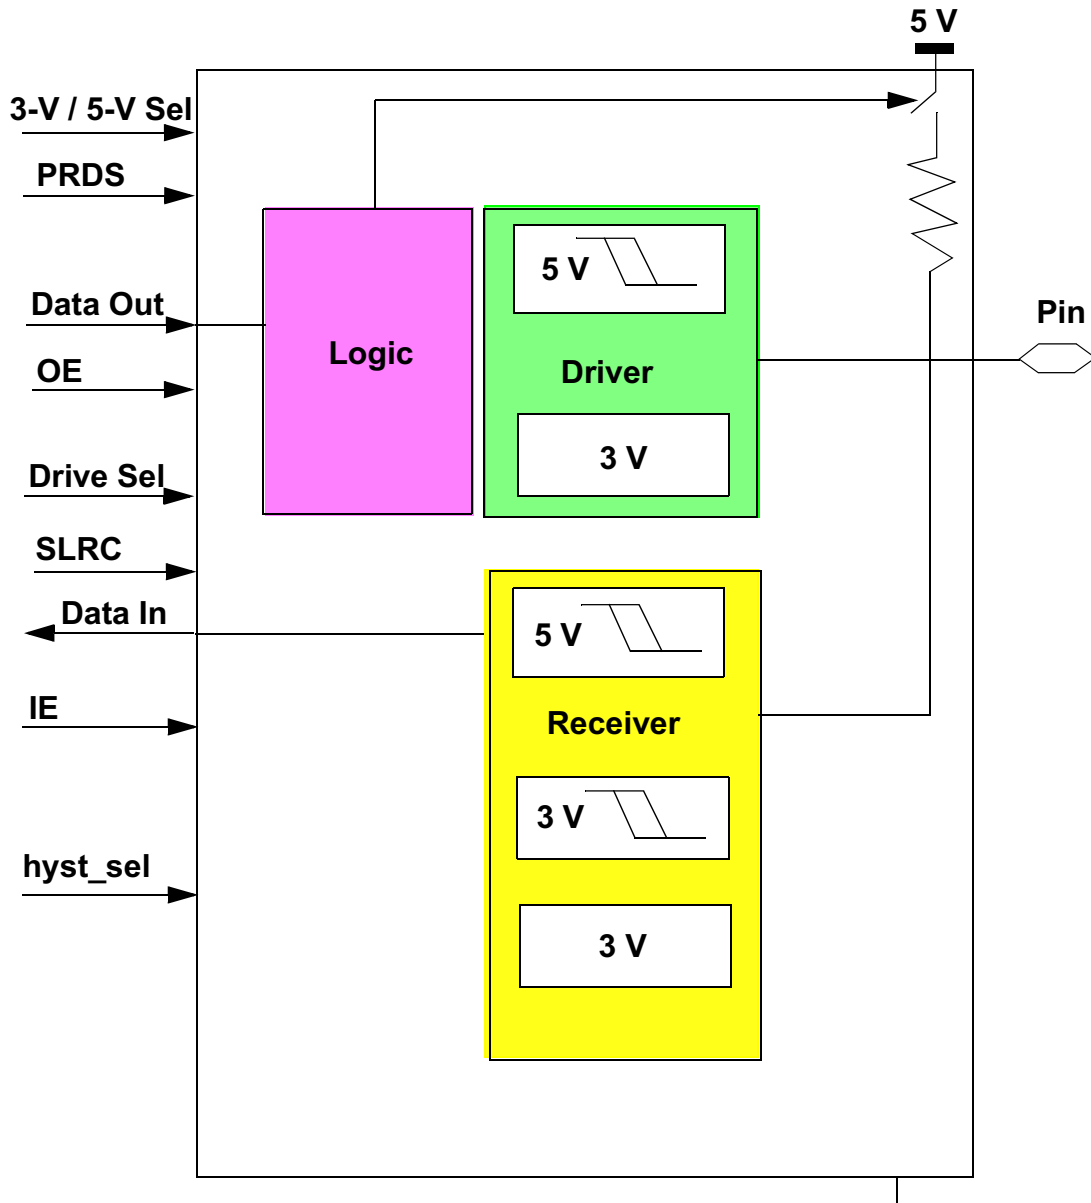 5 V
3-V / 5-V Sel
PRDS
Data Out
OE
Drive Sel
SLRC
Data In
IE
hyst_sel
Logic
5 V
Driver
3 V
Pin
5 V
Receiver
3 V
3 V